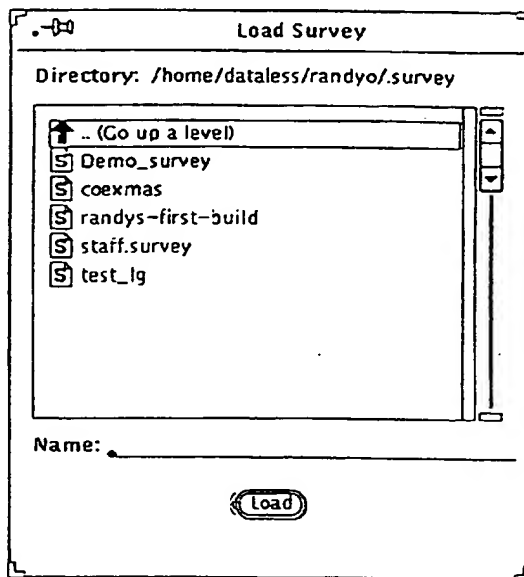 Load Survey
Directory: /home/dataless/randyo/.survey
.. (Go up a level)
S Demo_survey
S coexmas
S randys-first-build
S staff.survey
S test_lg
Name:
Load